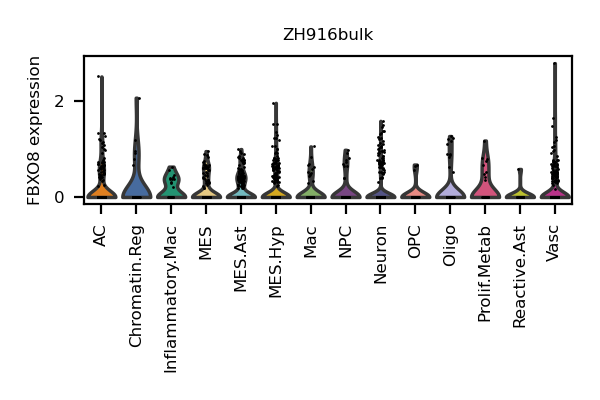 ZH916bulk
FBXO8 expression
2
0
AC
Chromatin.Reg
Inflammatory.Mac
MES
MES.Ast
MES.Hyp
Mac
NPC
Neuron
OPC
Oligo
Prolif.Metab
Reactive.Ast
Vasc